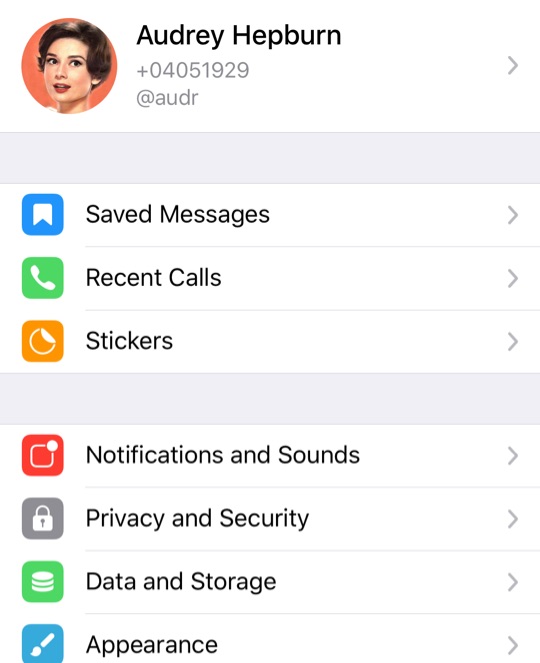 Audrey Hepburn
+04051929
@audr
Saved Messages
Recent Calls
Stickers
Notifications and Sounds
Privacy and Security
Data and Storage
Appearance